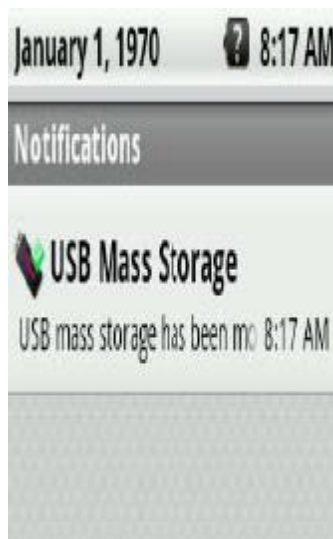 January 1, 1970 8:17 AM
Notifications
USB Mass Storage
USB mass storage has been mo 8:17 AM